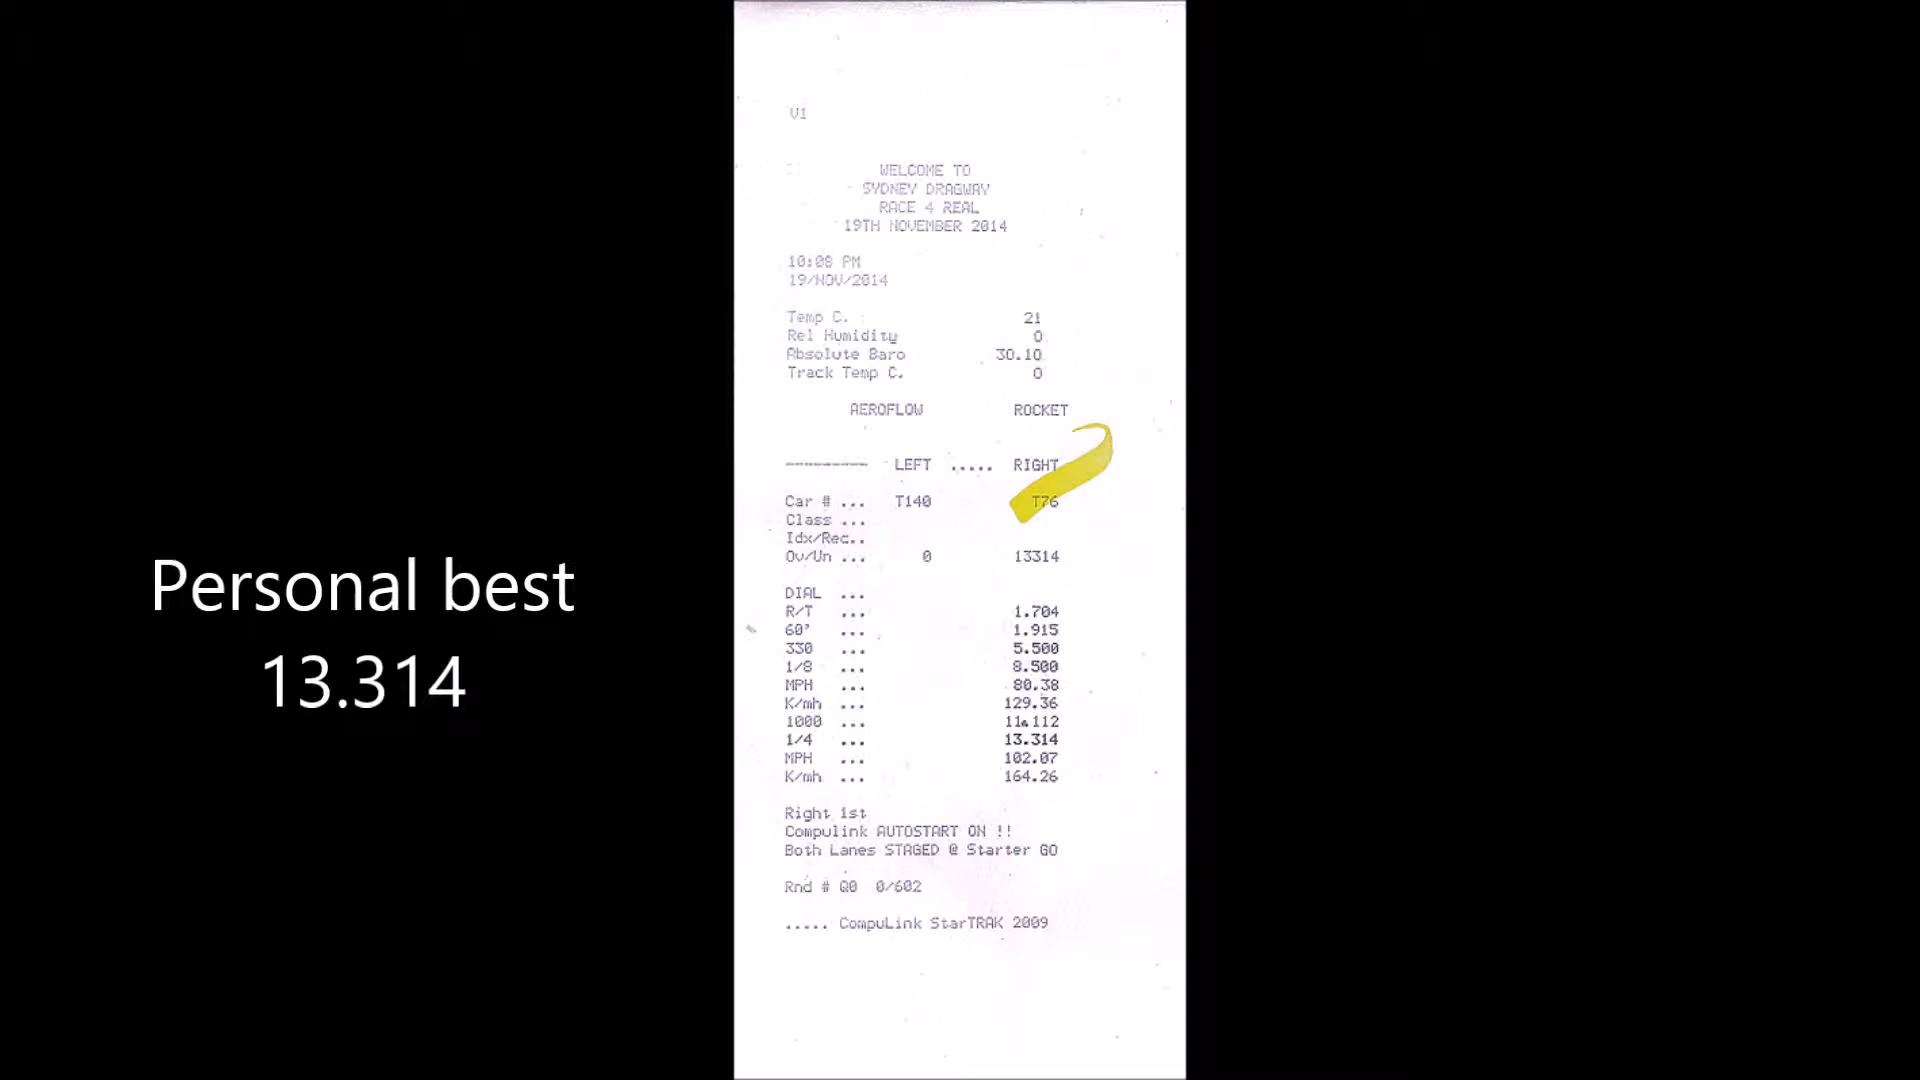 Personal best
13.314
V1
WELCOME TO
SYDNEY DRAGWAY
RACE 4 REAL
19TH NOVEMBER 2014
10:08 PM
19/NOV/2014
Temp C. 21
Rel Humidity 0
Absolute Baro 30.10
Track Temp C. 0
AEROFLOW ROCKET
---------- LEFT ..... RIGHT
Car # ... T140 T76
Class ...
Idx/Rec..
Ov/Un ... 0 13314
DIAL ...
R/T ... 1.704
60' ... 1.915
330 ... 5.500
1/8 ... 8.500
MPH ... 80.38
K/mh ... 129.36
1000 ... 11.112
1/4 ... 13.314
MPH ... 102.07
K/mh ... 164.26
Right 1st
Compulink AUTOSTART ON !!
Both Lanes STAGED @ Starter GO
Rnd # Q0 0/602
..... CompuLink StarTRAK 2009